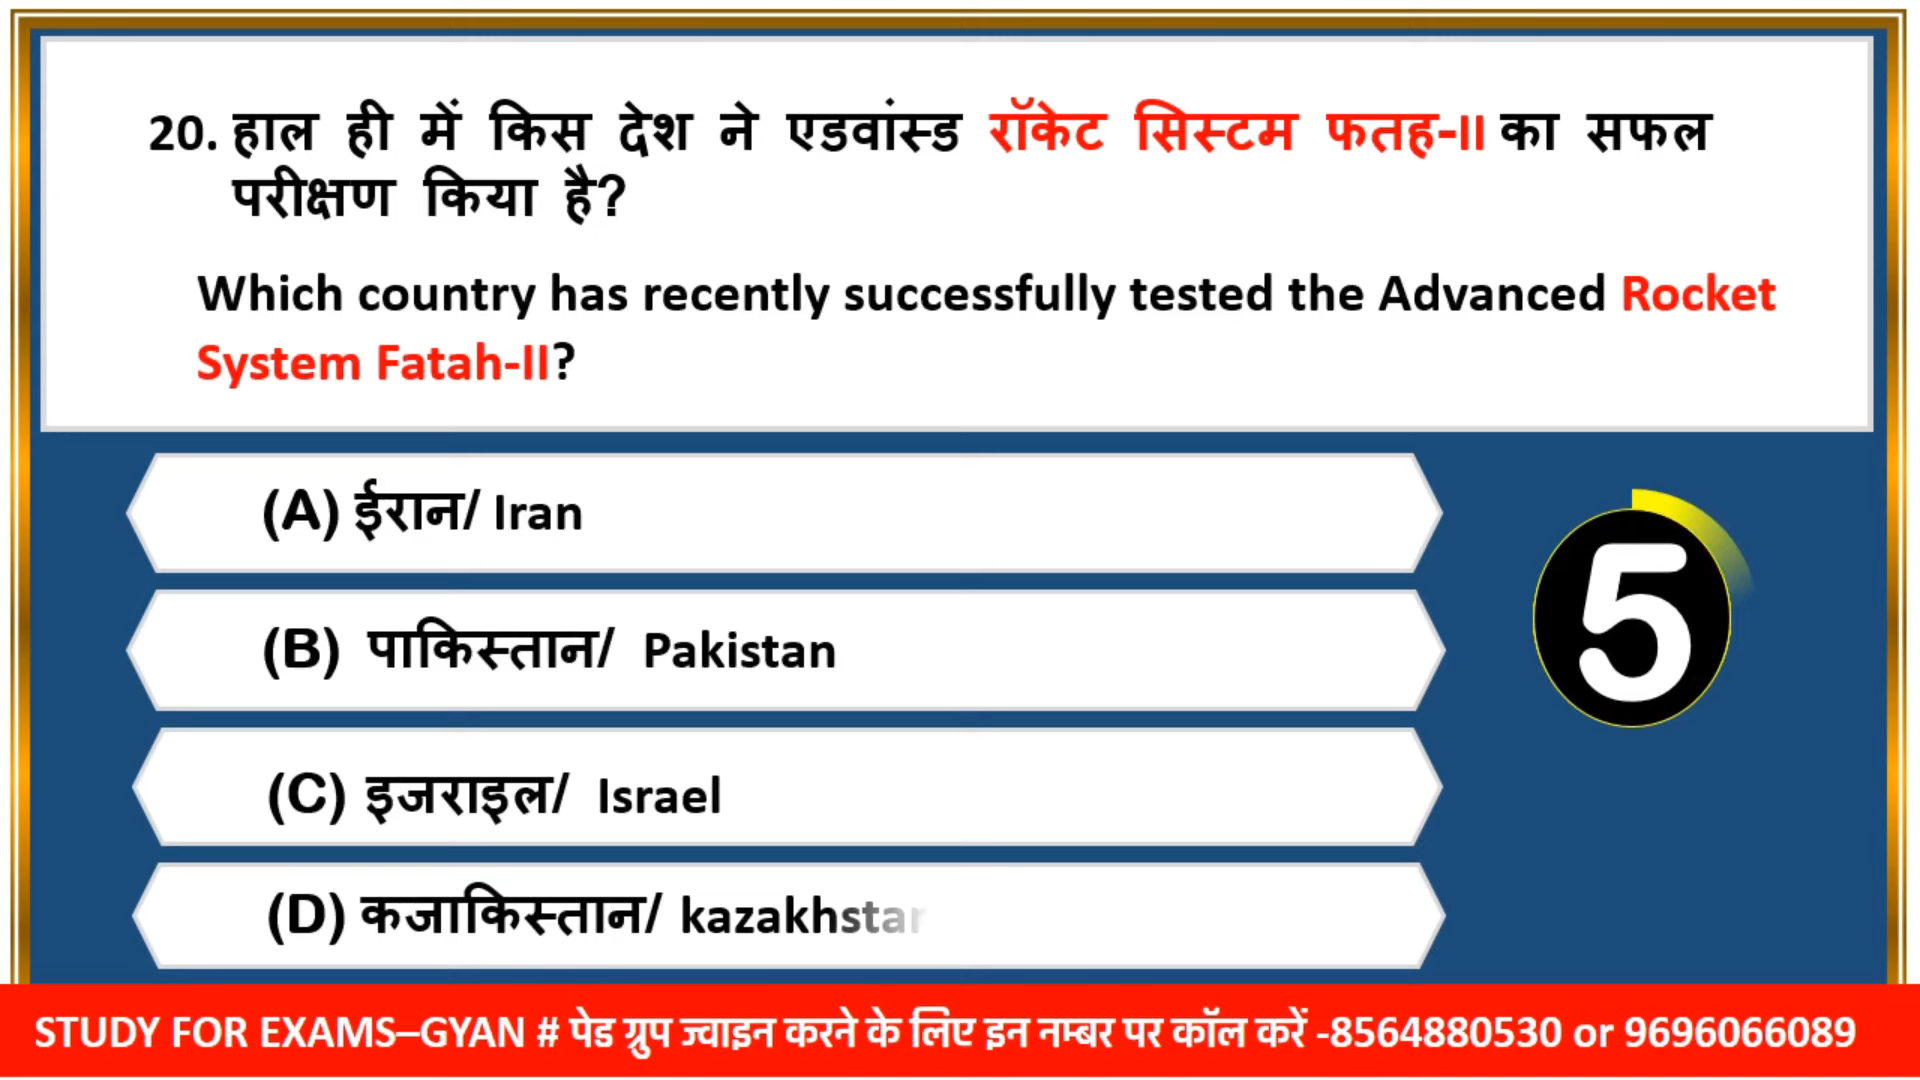 20. हाल ही में किस देश ने एडवांस्ड रॉकेट सिस्टम फतह-II का सफल
परीक्षण किया है?
Which country has recently successfully tested the Advanced Rocket
System Fatah-II?
(A) ईरान/ Iran
(B) पाकिस्तान/ Pakistan
5
(C) इजराइल/ Israel
(D) कजाकिस्तान/ kazakhstan
STUDY FOR EXAMS–GYAN # पेड ग्रुप ज्वाइन करने के लिए इन नम्बर पर कॉल करें -8564880530 or 9696066089